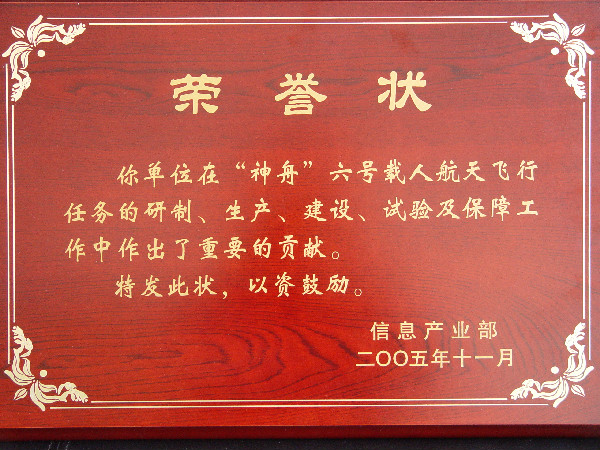 荣誉状
你单位在“神舟”六号载人航天飞行
任务的研制、生产、建设、试验及保障工
作中作出了重要的贡献。
特发此状，以资鼓励。
信息产业部
二〇〇五年十一月